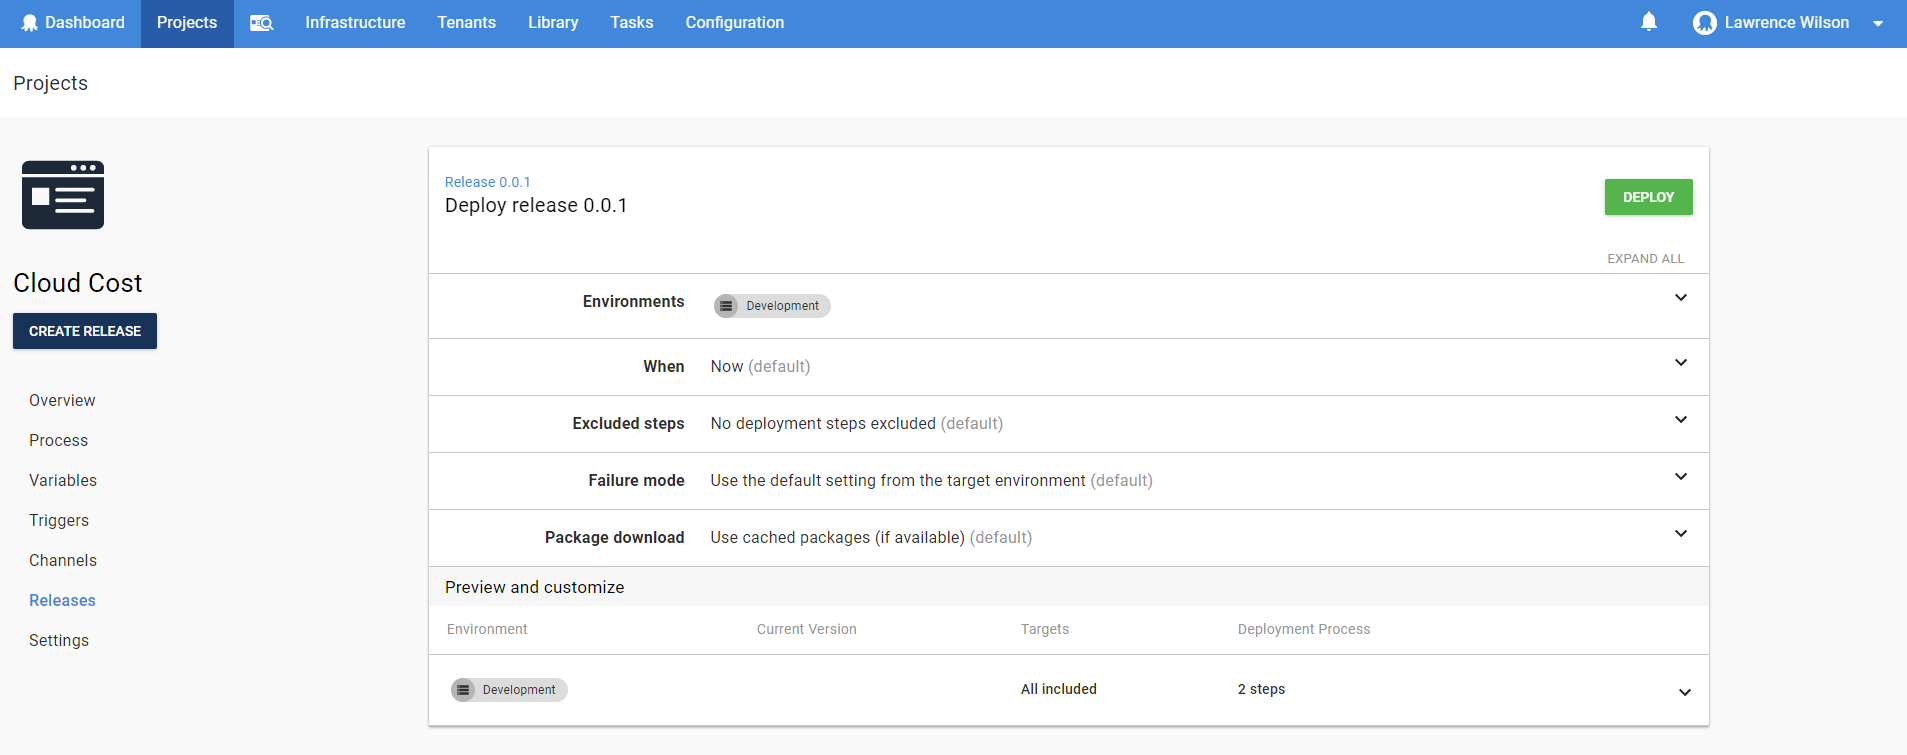 Dashboard Projects Infrastructure Tenants Library Tasks Configuration Lawrence Wilson
Projects
Cloud Cost
CREATE RELEASE
Overview
Process
Variables
Triggers
Channels
Releases
Settings
Release 0.0.1
Deploy release 0.0.1
DEPLOY
EXPAND ALL
Environments Development
When Now (default)
Excluded steps No deployment steps excluded (default)
Failure mode Use the default setting from the target environment (default)
Package download Use cached packages (if available) (default)
Preview and customize
Environment Current Version Targets Deployment Process
Development All included 2 steps